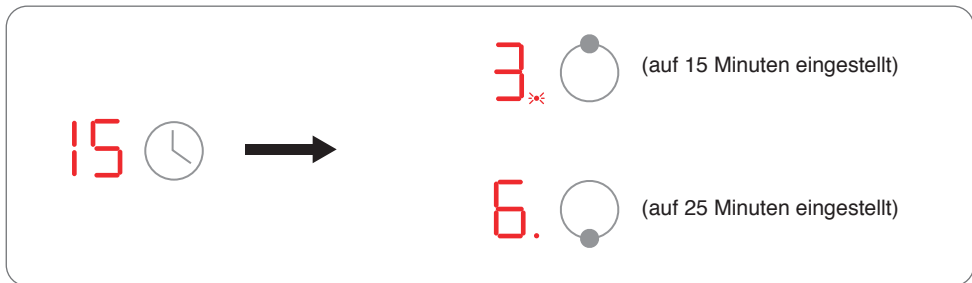 3.
(auf 15 Minuten eingestellt)
15
6.
(auf 25 Minuten eingestellt)